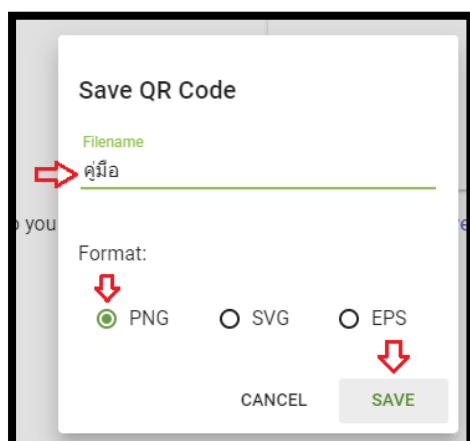 Save QR Code
Filename
คู่มือ
you
Format:
PNG SVG EPS
CANCEL SAVE